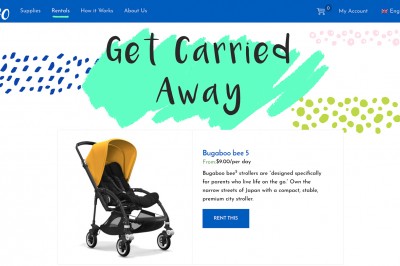 Supplies Rentals How it Works About Us
0 My Account
Get Carried
Away
Bugaboo bee 5
From $9.00/per day
Bugaboo bee⁵ strollers are "designed specifically
for parents who live life on the go." Own the
narrow streets of Japan with a compact, stable,
premium city stroller.
RENT THIS